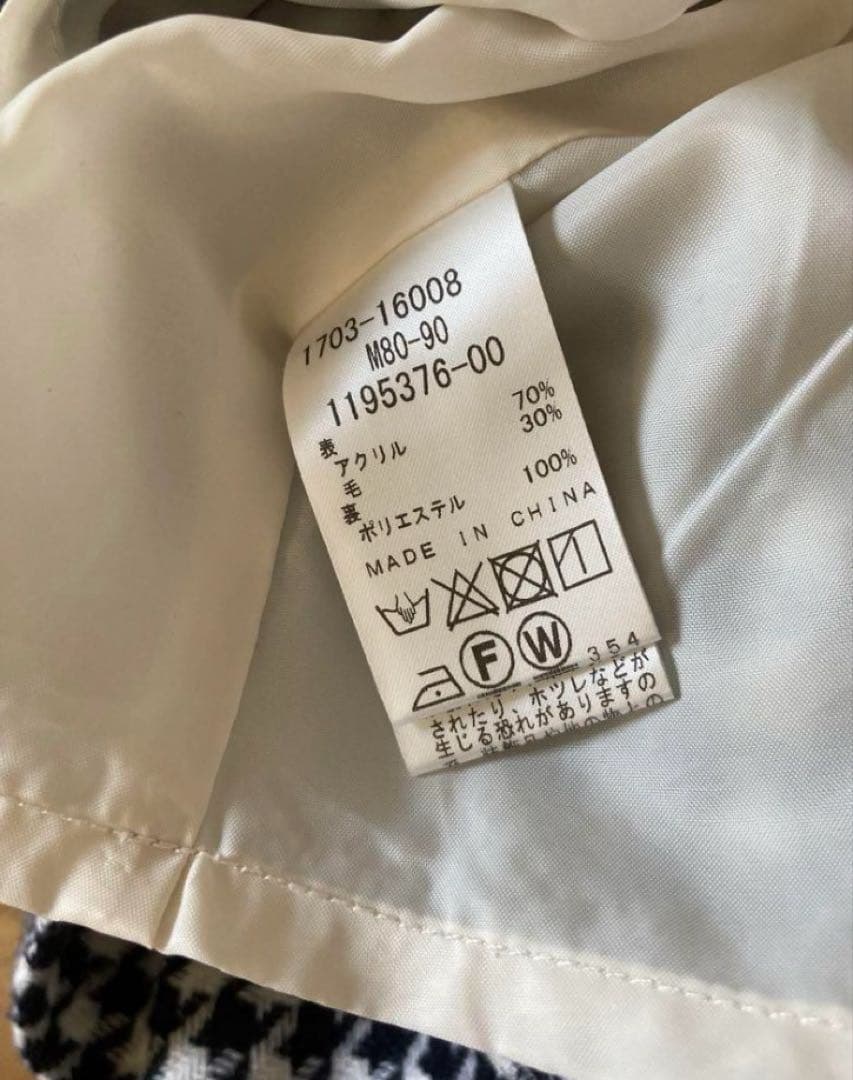 1703-16008
M80-90
1195376-00
表 70%
アクリル 30%
毛
裏 100%
ポリエステル
MADE IN CHINA
F W
354
されたり、ホツレなどが
生じる恐れがありますの